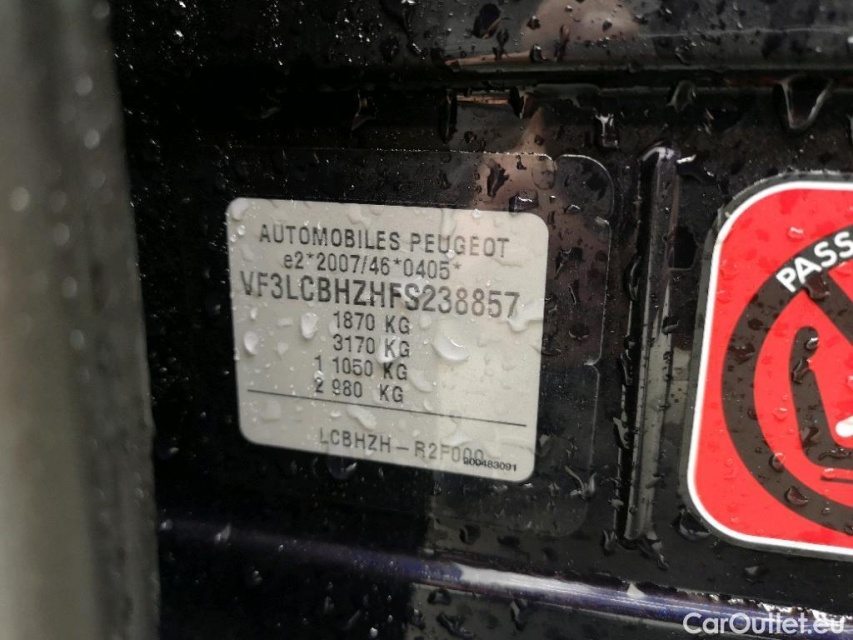 AUTOMOBILES PEUGEOT
e2*2007/46*0405*
VF3LCBHZHFS238857
1870 KG
3170 KG
1 1050 KG
2 980 KG
LCBHZH-R2F000
900483091
PASS
CarOutlet.eu